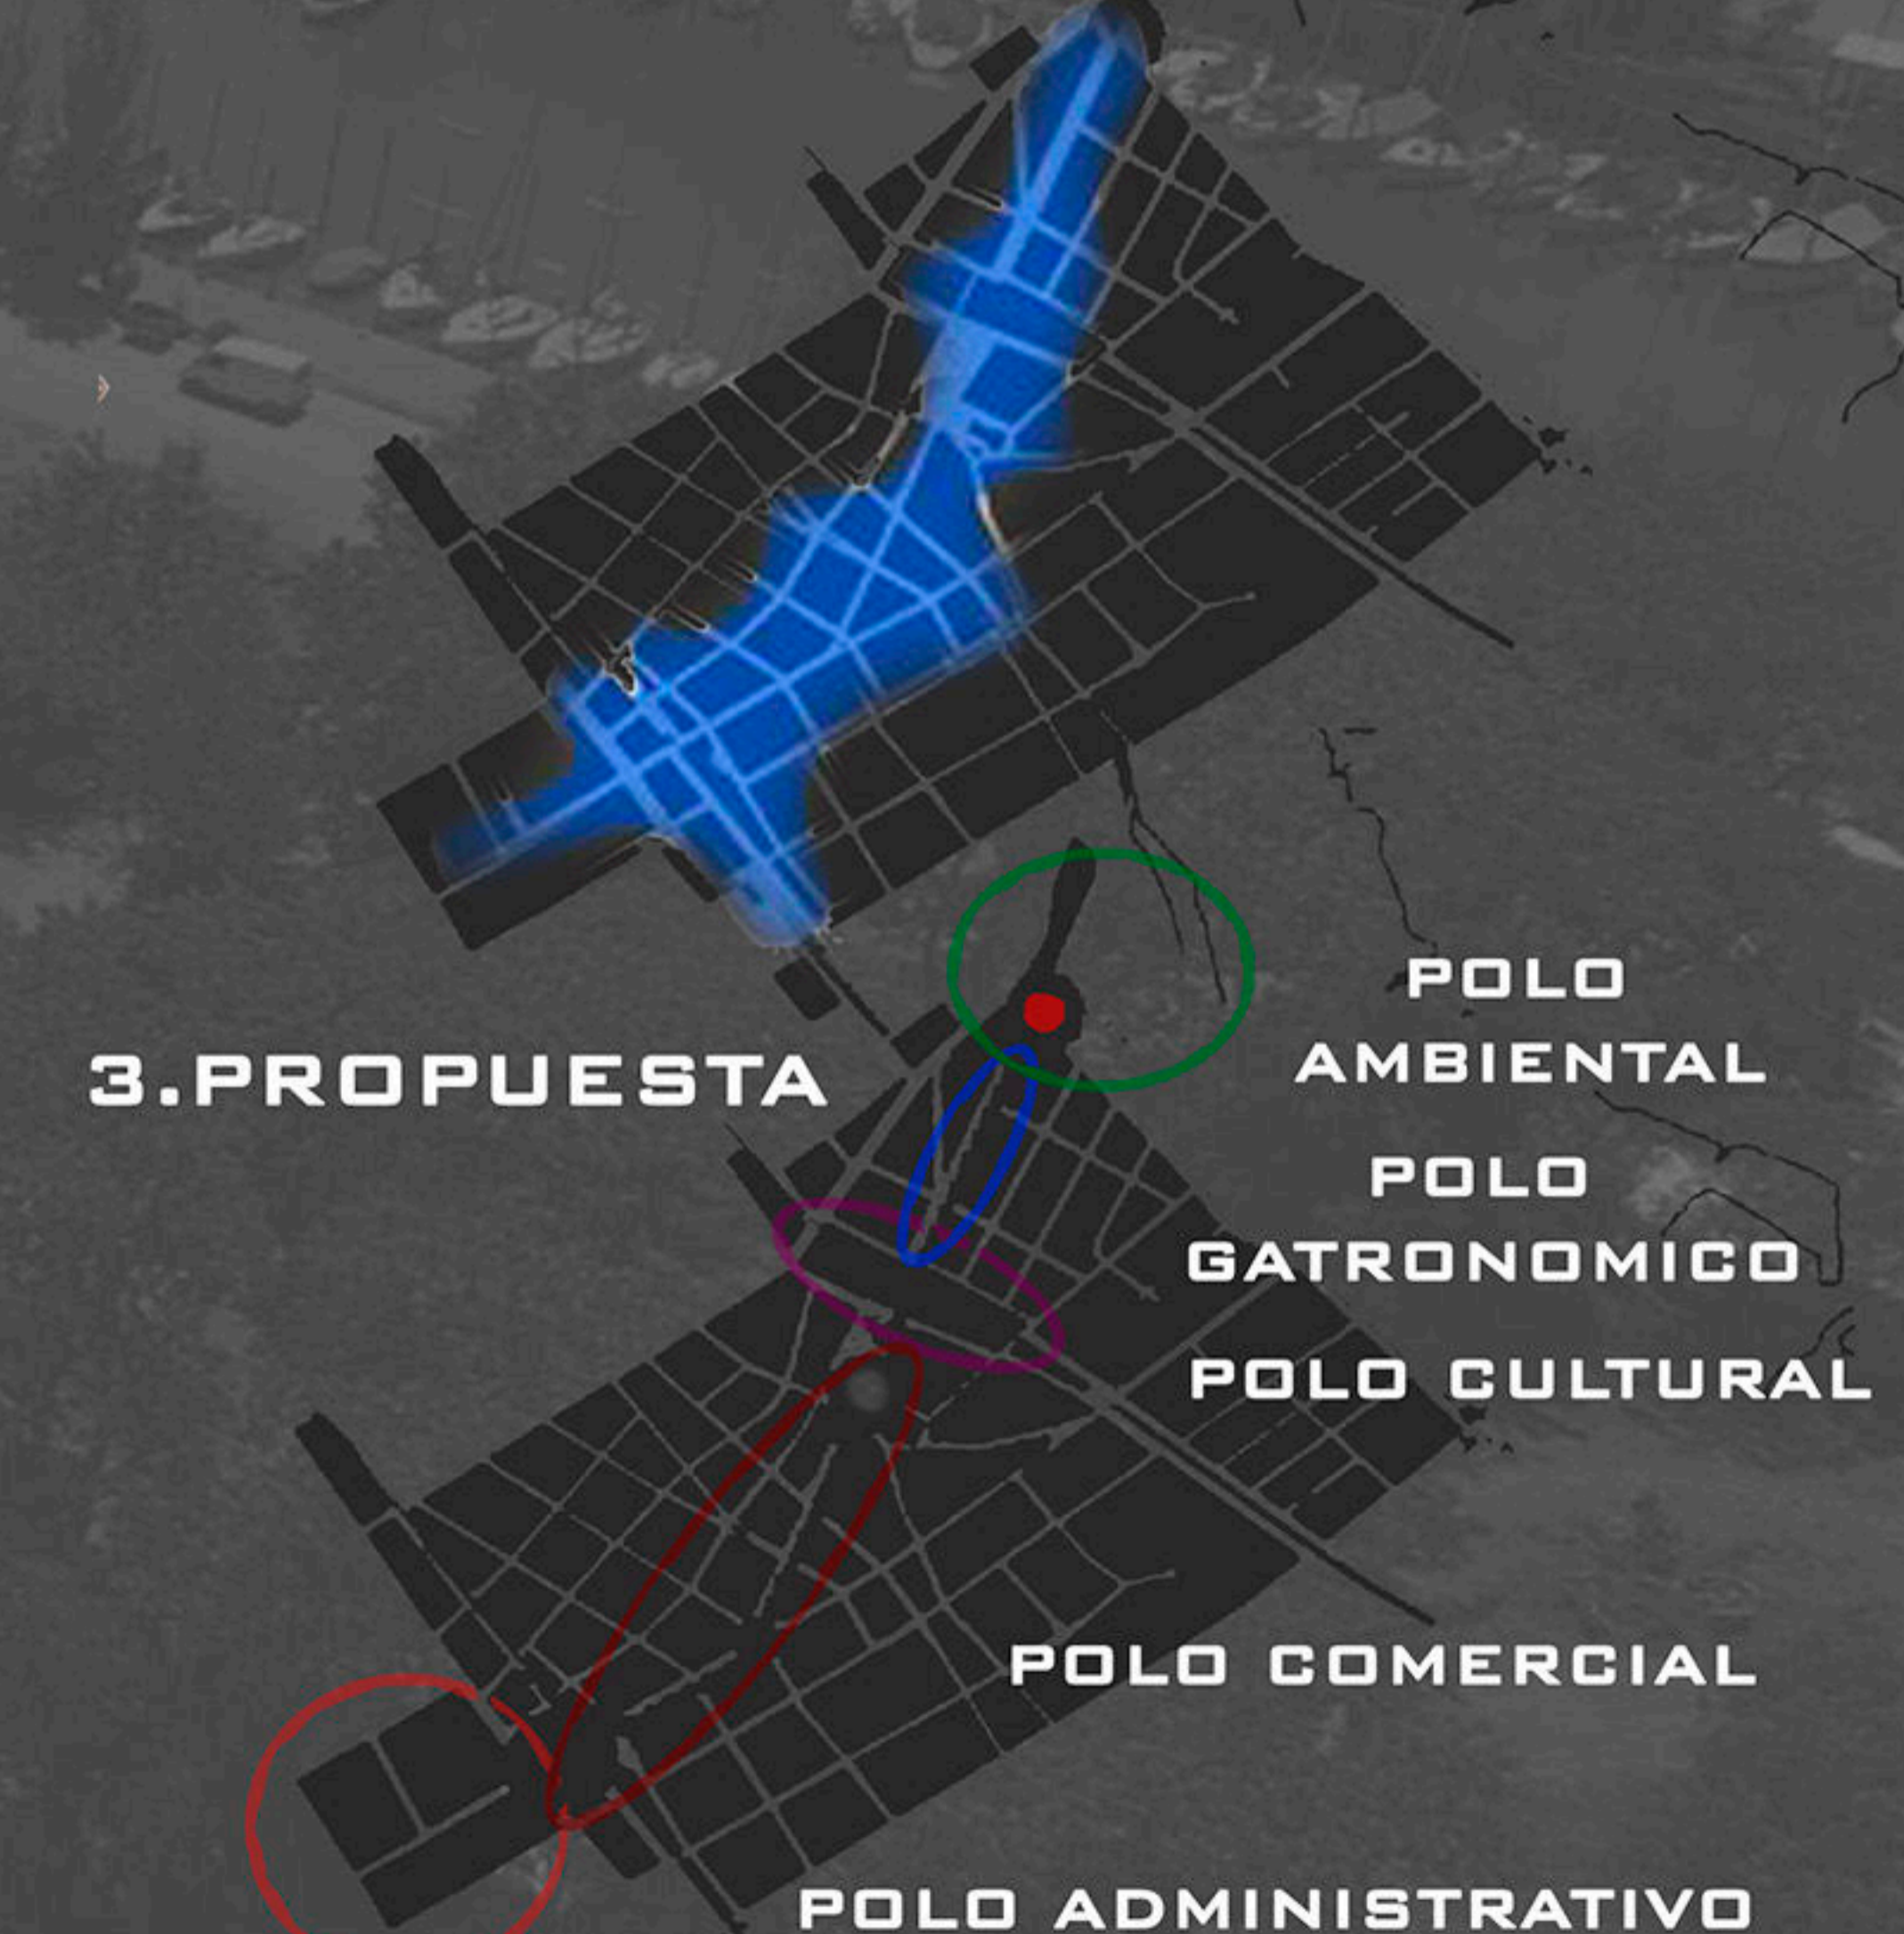 3.PROPUESTA
POLO
AMBIENTAL
POLO
GATRONOMICO
POLO CULTURAL
POLO COMERCIAL
POLO ADMINISTRATIVO